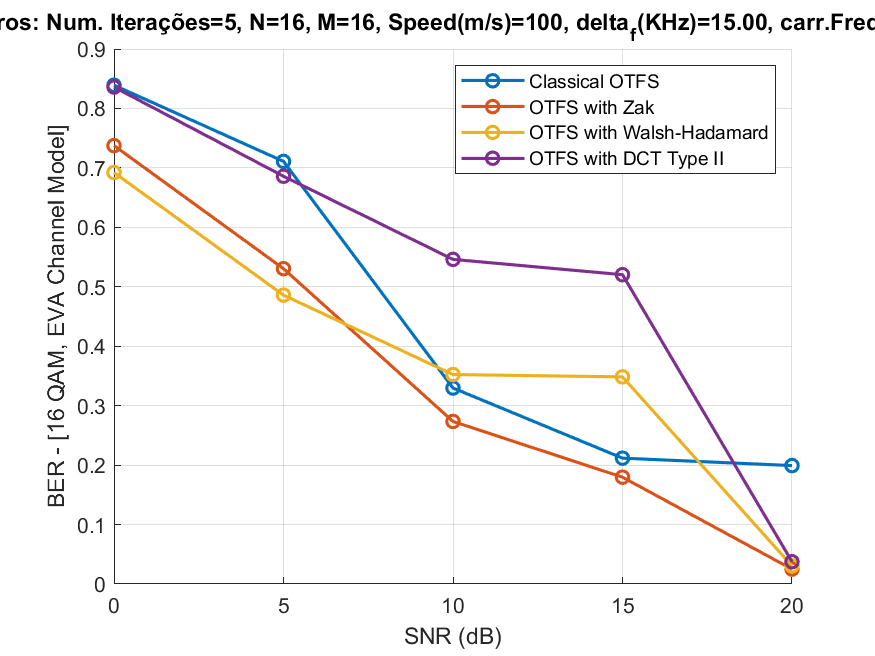 ros: Num. Iterações=5, N=16, M=16, Speed(m/s)=100, delta_f(KHz)=15.00, carr.Freq
0.9
0.8
0.7
0.6
0.5
0.4
0.3
0.2
0.1
0
BER - [16 QAM, EVA Channel Model]
Classical OTFS
OTFS with Zak
OTFS with Walsh-Hadamard
OTFS with DCT Type II
0 5 10 15 20
SNR (dB)